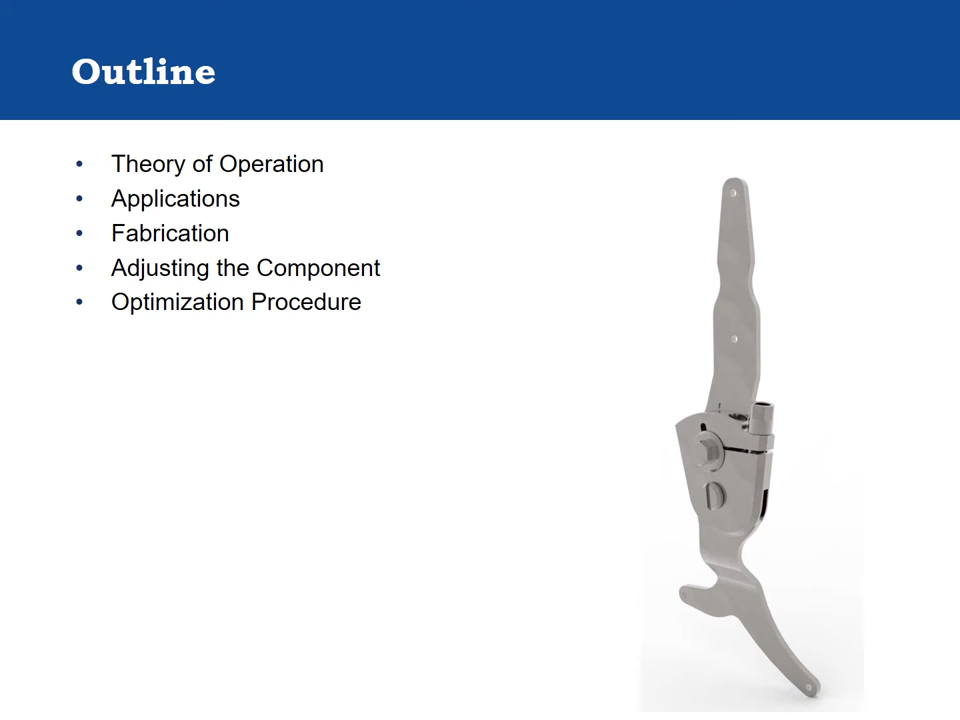 Outline
• Theory of Operation
• Applications
• Fabrication
• Adjusting the Component
• Optimization Procedure